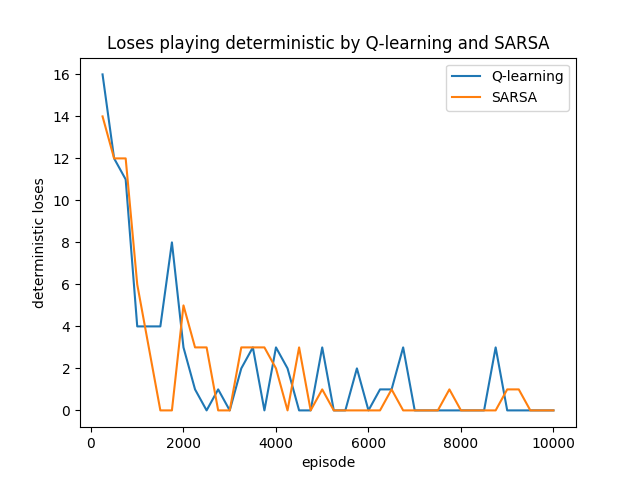 Loses playing deterministic by Q-learning and SARSA
Q-learning
SARSA
16
14
12
10
8
6
4
2
0
deterministic loses
0 2000 4000 6000 8000 10000
episode